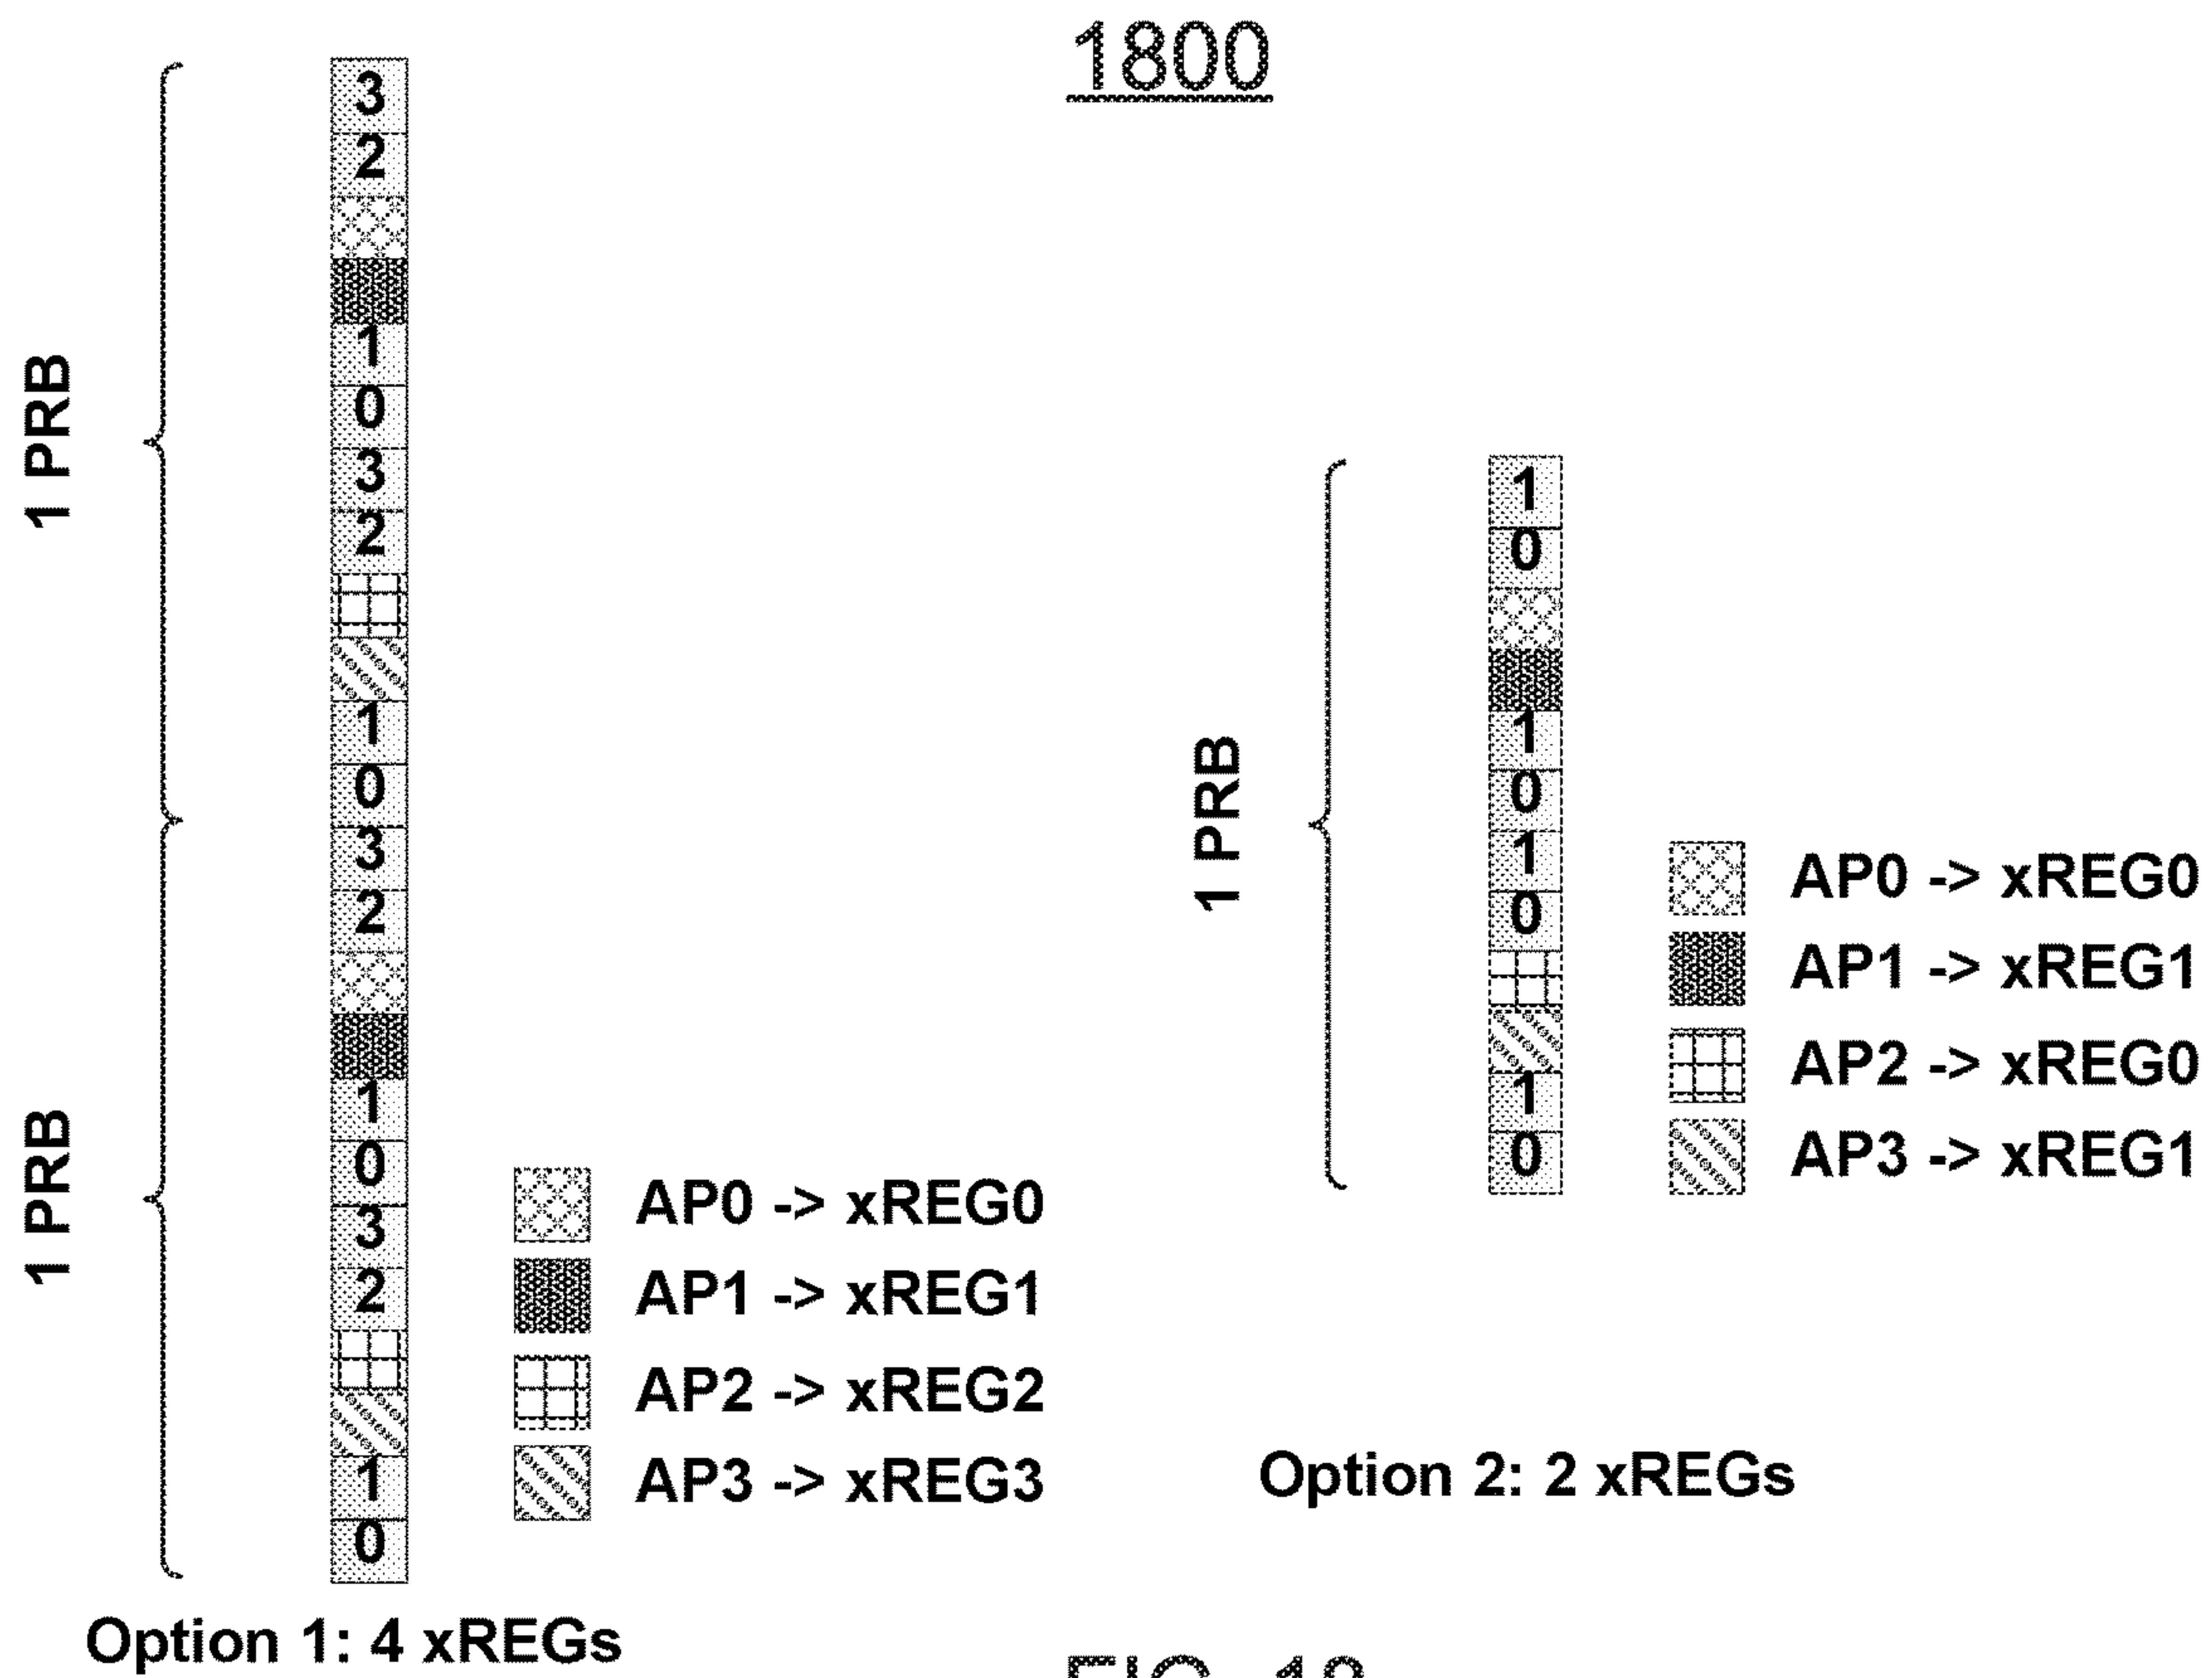 1800
1 PRB
1 PRB
3
2
1
0
3
2
1
0
3
2
1
0
3
2
1
0
AP0 -> xREG0
AP1 -> xREG1
AP2 -> xREG2
AP3 -> xREG3
Option 1: 4 xREGs
1 PRB
1
0
1
0
1
0
1
0
AP0 -> xREG0
AP1 -> xREG1
AP2 -> xREG0
AP3 -> xREG1
Option 2: 2 xREGs
FIG. 18